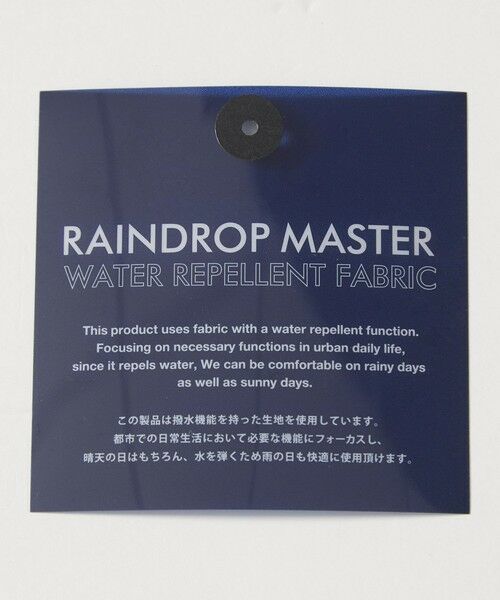 RAINDROP MASTER
WATER REPELLENT FABRIC
This product uses fabric with a water repellent function.
Focusing on necessary functions in urban daily life,
since it repels water, We can be comfortable on rainy days
as well as sunny days.
この製品は撥水機能を持った生地を使用しています。
都市での日常生活において必要な機能にフォーカスし、
晴天の日はもちろん、水を弾くため雨の日も快適に使用頂けます。